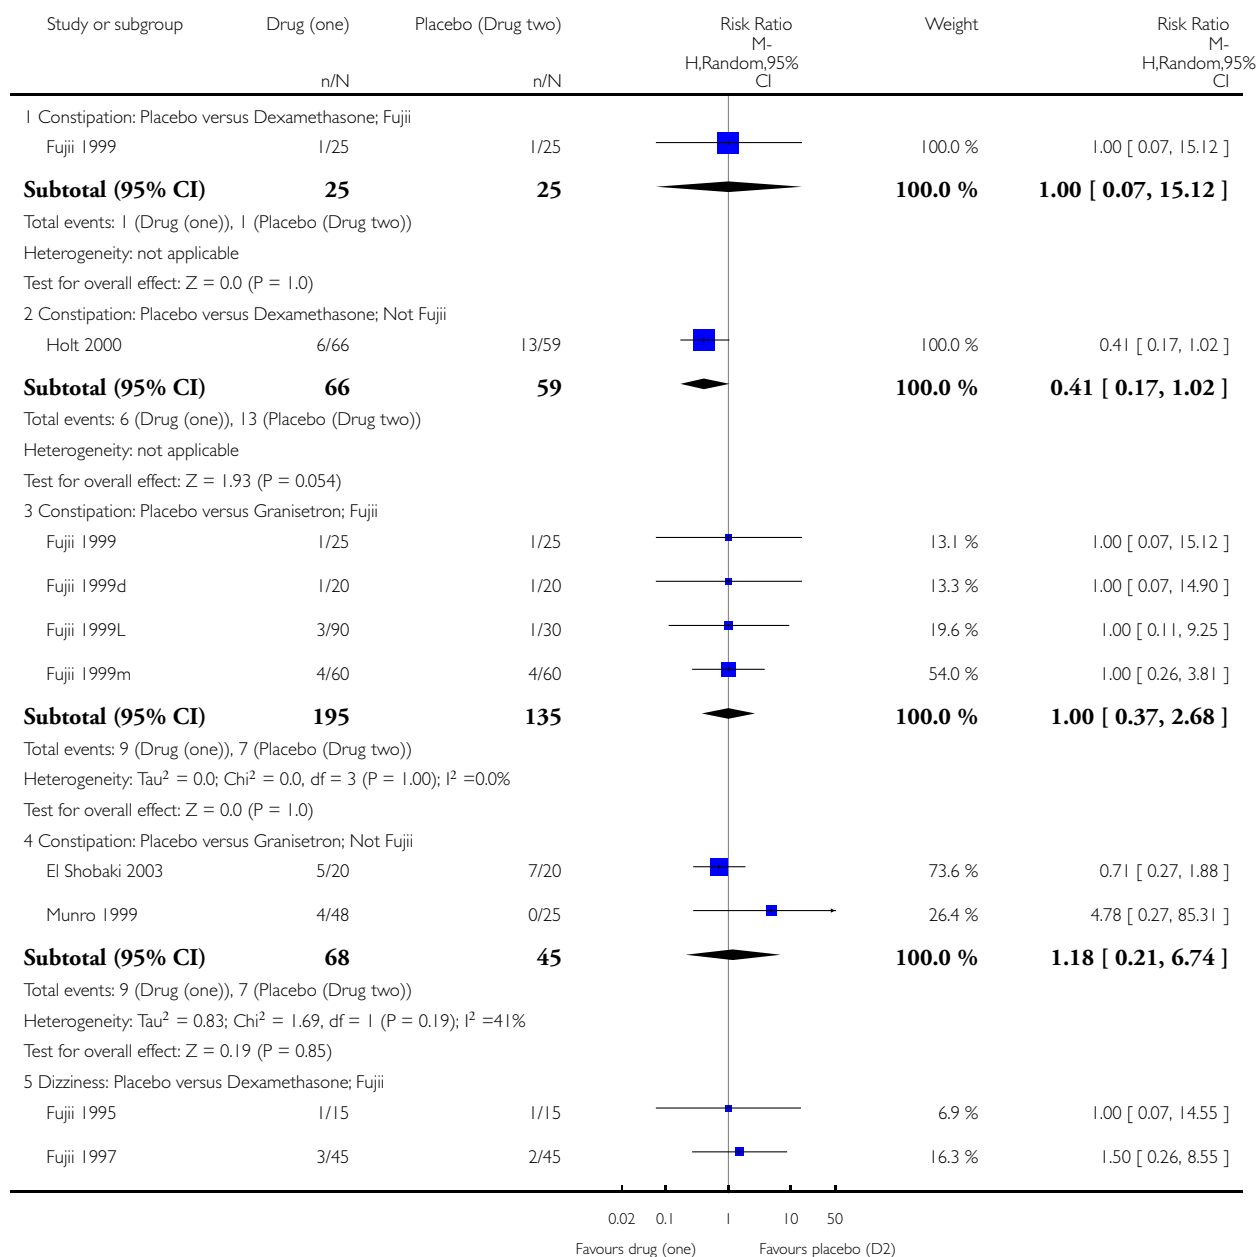 Study or subgroup Drug (one) Placebo (Drug two) Risk Ratio Weight Risk Ratio
M- M-
H,Random,95% H,Random,95%
n/N n/N CI CI
1 Constipation: Placebo versus Dexamethasone; Fujii
Fujii 1999 1/25 1/25 100.0 % 1.00 [ 0.07, 15.12 ]
Subtotal (95% CI) 25 25 100.0 % 1.00 [ 0.07, 15.12 ]
Total events: 1 (Drug (one)), 1 (Placebo (Drug two))
Heterogeneity: not applicable
Test for overall effect: Z = 0.0 (P = 1.0)
2 Constipation: Placebo versus Dexamethasone; Not Fujii
Holt 2000 6/66 13/59 100.0 % 0.41 [ 0.17, 1.02 ]
Subtotal (95% CI) 66 59 100.0 % 0.41 [ 0.17, 1.02 ]
Total events: 6 (Drug (one)), 13 (Placebo (Drug two))
Heterogeneity: not applicable
Test for overall effect: Z = 1.93 (P = 0.054)
3 Constipation: Placebo versus Granisetron; Fujii
Fujii 1999 1/25 1/25 13.1 % 1.00 [ 0.07, 15.12 ]
Fujii 1999d 1/20 1/20 13.3 % 1.00 [ 0.07, 14.90 ]
Fujii 1999L 3/90 1/30 19.6 % 1.00 [ 0.11, 9.25 ]
Fujii 1999m 4/60 4/60 54.0 % 1.00 [ 0.26, 3.81 ]
Subtotal (95% CI) 195 135 100.0 % 1.00 [ 0.37, 2.68 ]
Total events: 9 (Drug (one)), 7 (Placebo (Drug two))
Heterogeneity: Tau² = 0.0; Chi² = 0.0, df = 3 (P = 1.00); I² =0.0%
Test for overall effect: Z = 0.0 (P = 1.0)
4 Constipation: Placebo versus Granisetron; Not Fujii
El Shobaki 2003 5/20 7/20 73.6 % 0.71 [ 0.27, 1.88 ]
Munro 1999 4/48 0/25 26.4 % 4.78 [ 0.27, 85.31 ]
Subtotal (95% CI) 68 45 100.0 % 1.18 [ 0.21, 6.74 ]
Total events: 9 (Drug (one)), 7 (Placebo (Drug two))
Heterogeneity: Tau² = 0.83; Chi² = 1.69, df = 1 (P = 0.19); I² =41%
Test for overall effect: Z = 0.19 (P = 0.85)
5 Dizziness: Placebo versus Dexamethasone; Fujii
Fujii 1995 1/15 1/15 6.9 % 1.00 [ 0.07, 14.55 ]
Fujii 1997 3/45 2/45 16.3 % 1.50 [ 0.26, 8.55 ]
0.02 0.1 1 10 50
Favours drug (one) Favours placebo (D2)